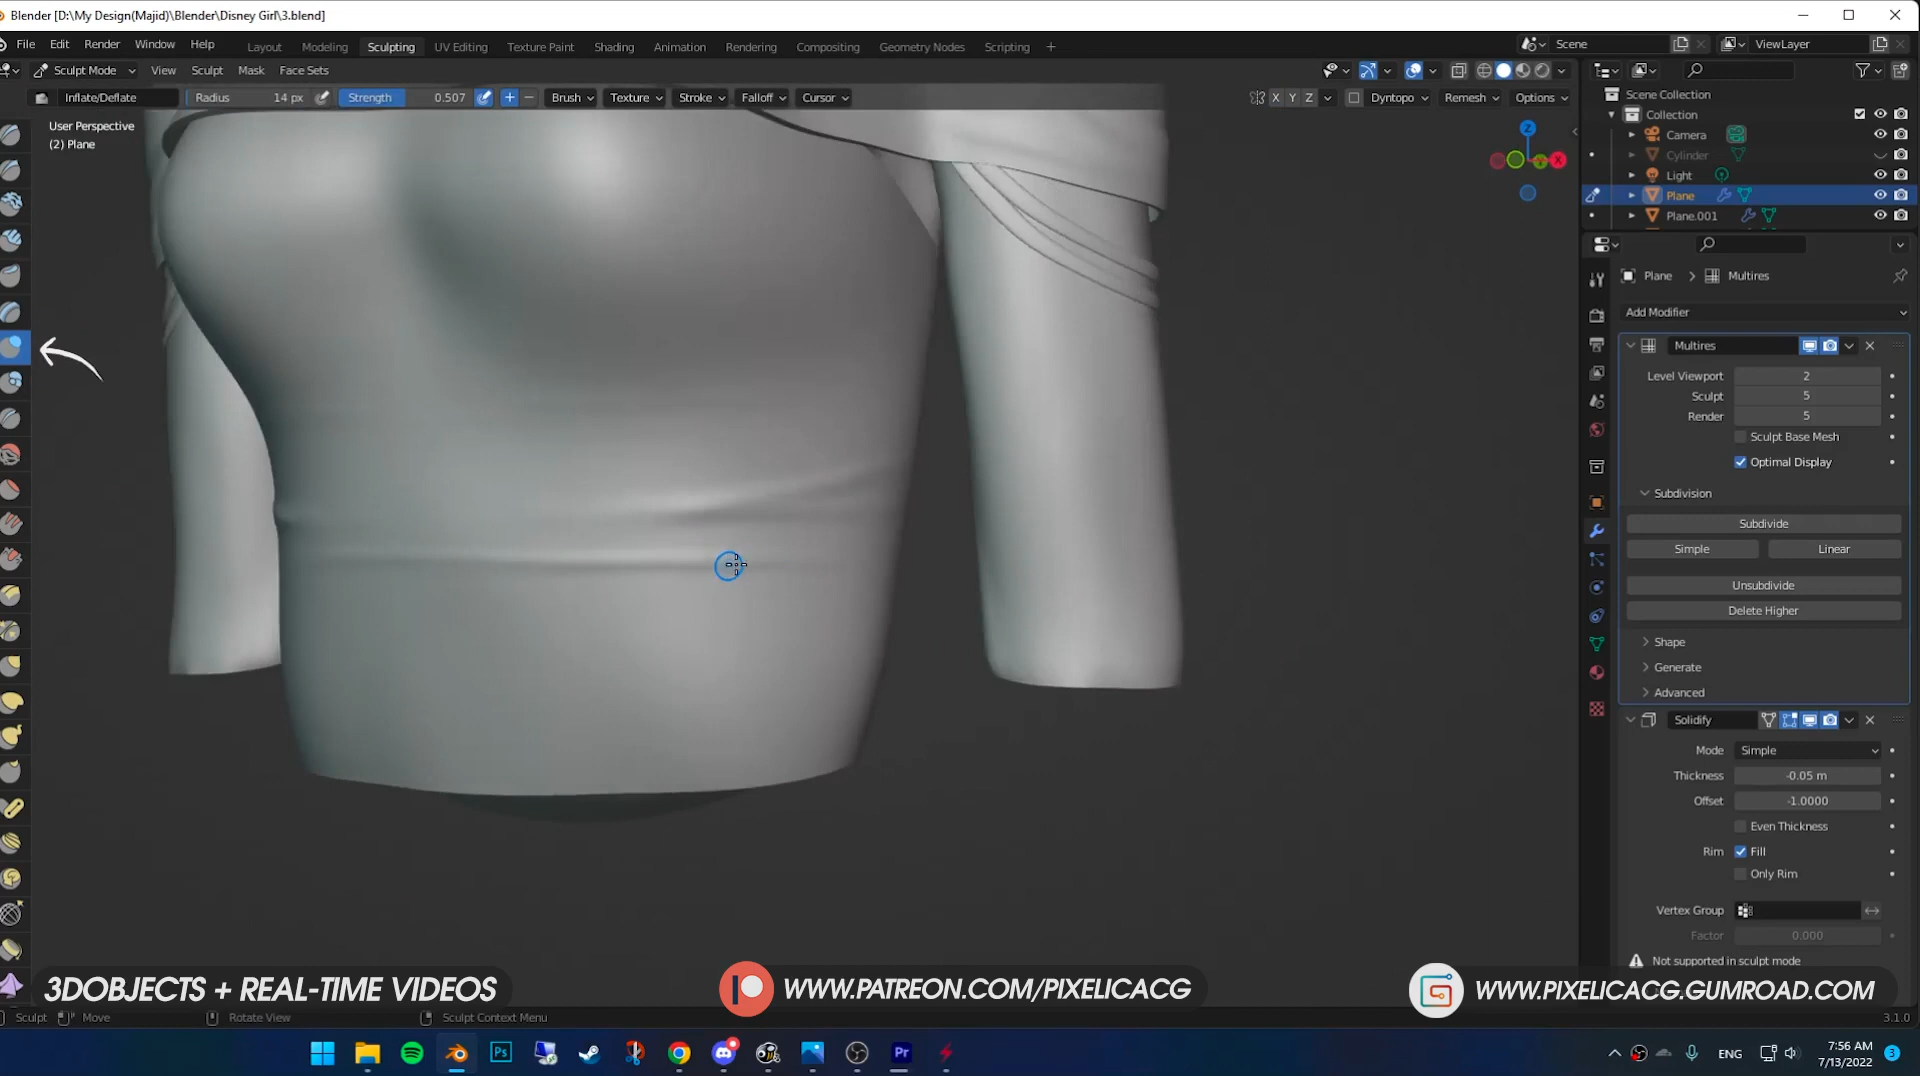 Blender [D:\My Design(Majid)\Blender\Disney Girl\3.blend]
File Edit Render Window Help Layout Modeling Sculpting UV Editing Texture Paint Shading Animation Rendering Compositing Geometry Nodes Scripting + Scene ViewLayer
Sculpt Mode View Sculpt Mask Face Sets
Inflate/Deflate Radius 14 px Strength 0.507 Brush Texture Stroke Falloff Cursor X Y Z Dyntopo Remesh Options
User Perspective
(2) Plane
Z
Y X
Scene Collection
Collection
Camera
Cylinder
Light
Plane
Plane.001
Plane > Multires
Add Modifier
Multires
Level Viewport 2
Sculpt 5
Render 5
Sculpt Base Mesh
Optimal Display
Subdivision
Subdivide
Simple Linear
Unsubdivide
Delete Higher
Shape
Generate
Advanced
Solidify
Mode Simple
Thickness -0.05 m
Offset -1.0000
Even Thickness
Rim Fill
Only Rim
Vertex Group
Factor 0.000
Not supported in sculpt mode
3DOBJECTS + REAL-TIME VIDEOS
WWW.PATREON.COM/PIXELICACG
WWW.PIXELICACG.GUMROAD.COM
Sculpt Move Rotate View Sculpt Context Menu 3.1.0
Ps Pr ENG 7:56 AM
7/13/2022 3